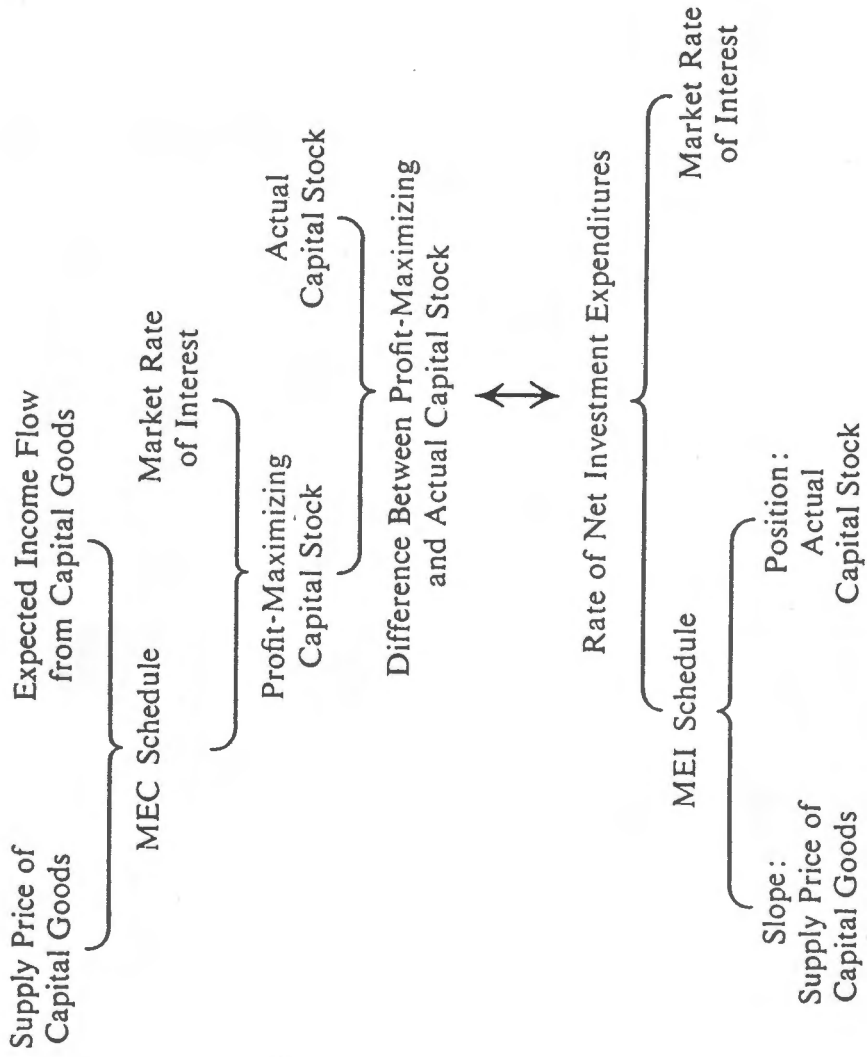 Supply Price of
Capital Goods
Expected Income Flow
from Capital Goods
MEC Schedule
Market Rate
of Interest
Profit-Maximizing
Capital Stock
Actual
Capital Stock
Difference Between Profit-Maximizing
and Actual Capital Stock
Rate of Net Investment Expenditures
MEI Schedule
Market Rate
of Interest
Slope:
Supply Price of
Capital Goods
Position:
Actual
Capital Stock